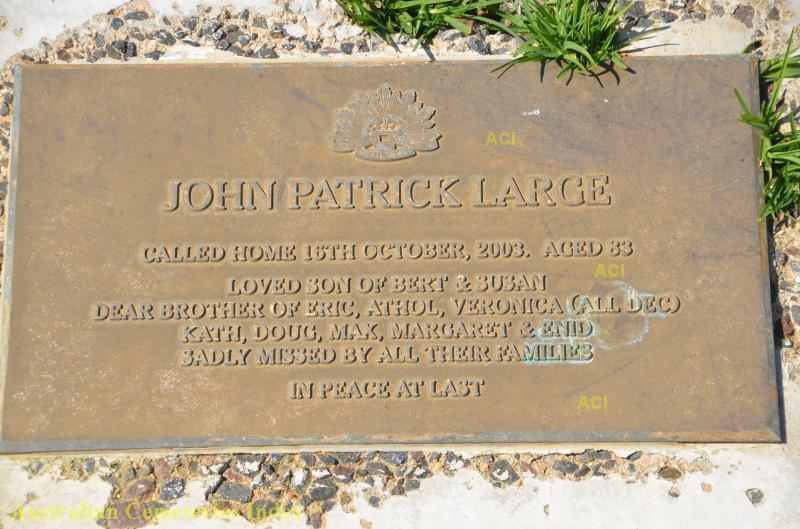 ACI
JOHN PATRICK LARGE
CALLED HOME 16TH OCTOBER, 2003. AGED 83
ACI
LOVED SON OF BERT & SUSAN
DEAR BROTHER OF ERIC, ATHOL, VERONICA (ALL DEC)
KATH, DOUG, MAX, MARGARET & ENID
SADLY MISSED BY ALL THEIR FAMILIES
IN PEACE AT LAST
ACI
Australian Cemeteries Index